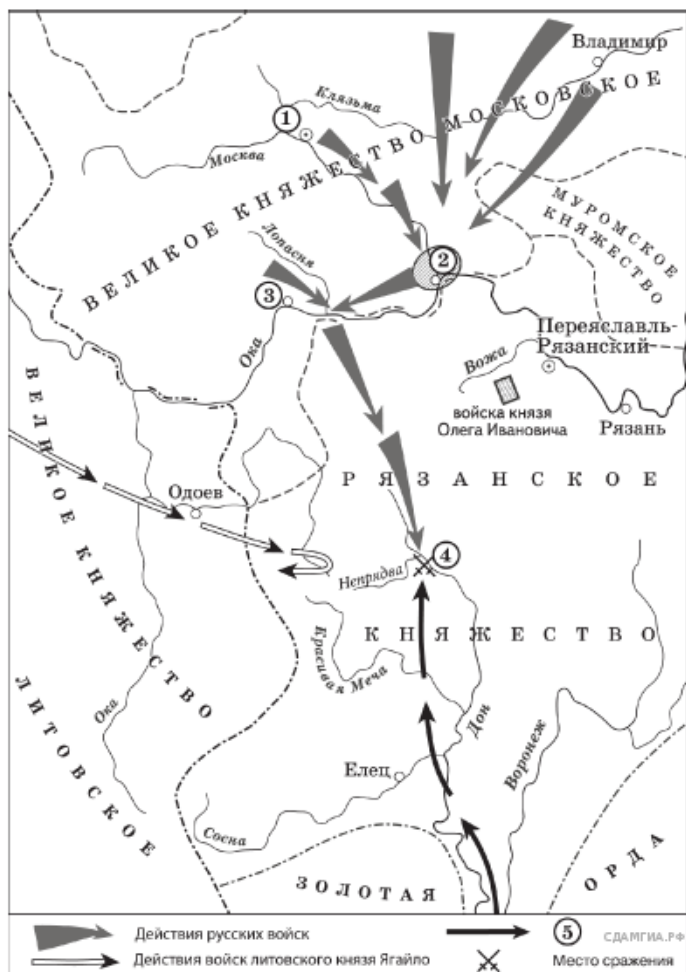 Владимир
Клязьма
1
Москва
ВЕЛИКОЕ КНЯЖЕСТВО МОСКОВСКОЕ
МУРОМСКОЕ
КНЯЖЕСТВО
Лопасня
2
3
Ока
Переяславль-
Рязанский
Вожа
войска князя
Олега Ивановича
Рязань
ВЕЛИКОЕ КНЯЖЕСТВО
ЛИТОВСКОЕ
Одоев
РЯЗАНСКОЕ
4
Непрядва
КНЯЖЕСТВО
Красивая Меча
Ока
Дон
Воронеж
Елец
Сосна
ЗОЛОТАЯ
ОРДА
Действия русских войск
5
СДАМГИА.РФ
Действия войск литовского князя Ягайло
Место сражения